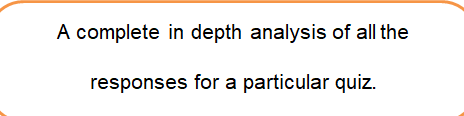 A complete in depth analysis of all the
responses for a particular quiz.